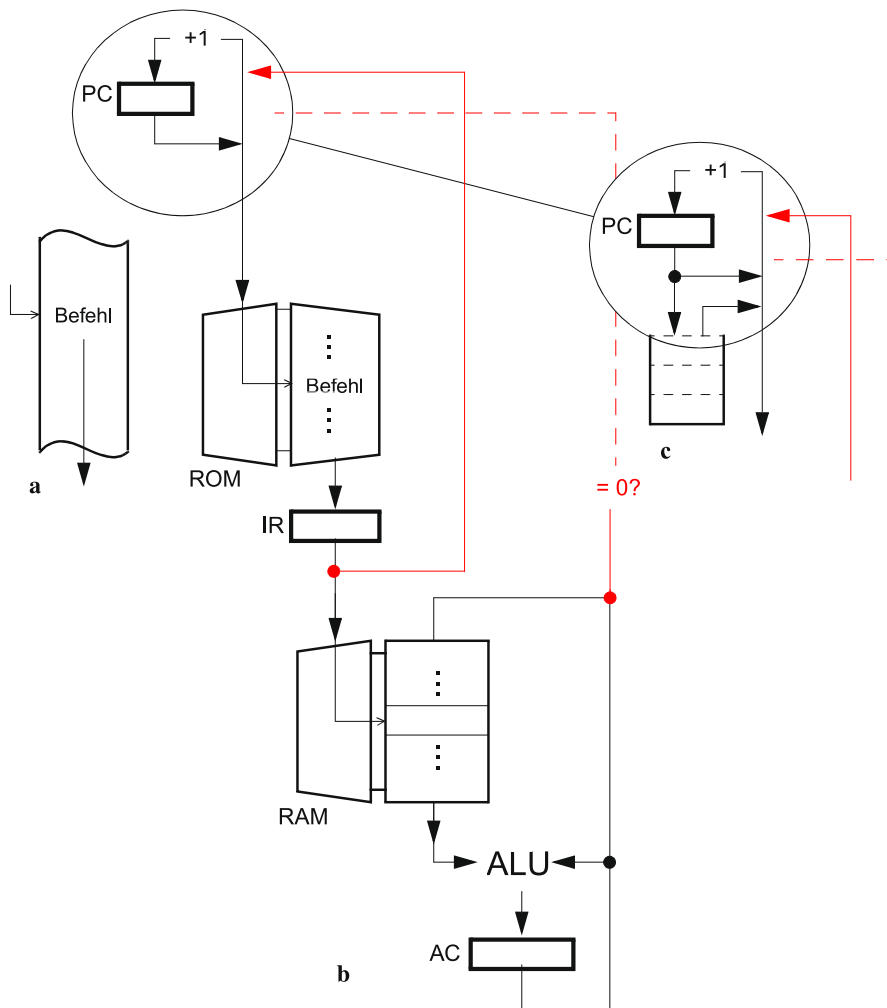 +1
PC
+1
PC
Befehl
Befehl
a
ROM
c
= 0?
IR
RAM
ALU
AC
b